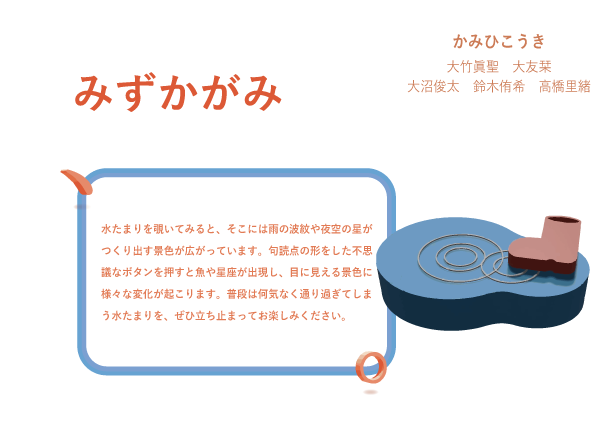 みずかがみ
かみひこうき
大竹眞聖　大友栞
大沼俊太　鈴木侑希　髙橋里緒
水たまりを覗いてみると、そこには雨の波紋や夜空の星が
つくり出す景色が広がっています。句読点の形をした不思
議なボタンを押すと魚や星座が出現し、目に見える景色に
様々な変化が起こります。普段は何気なく通り過ぎてしま
う水たまりを、ぜひ立ち止まってお楽しみください。